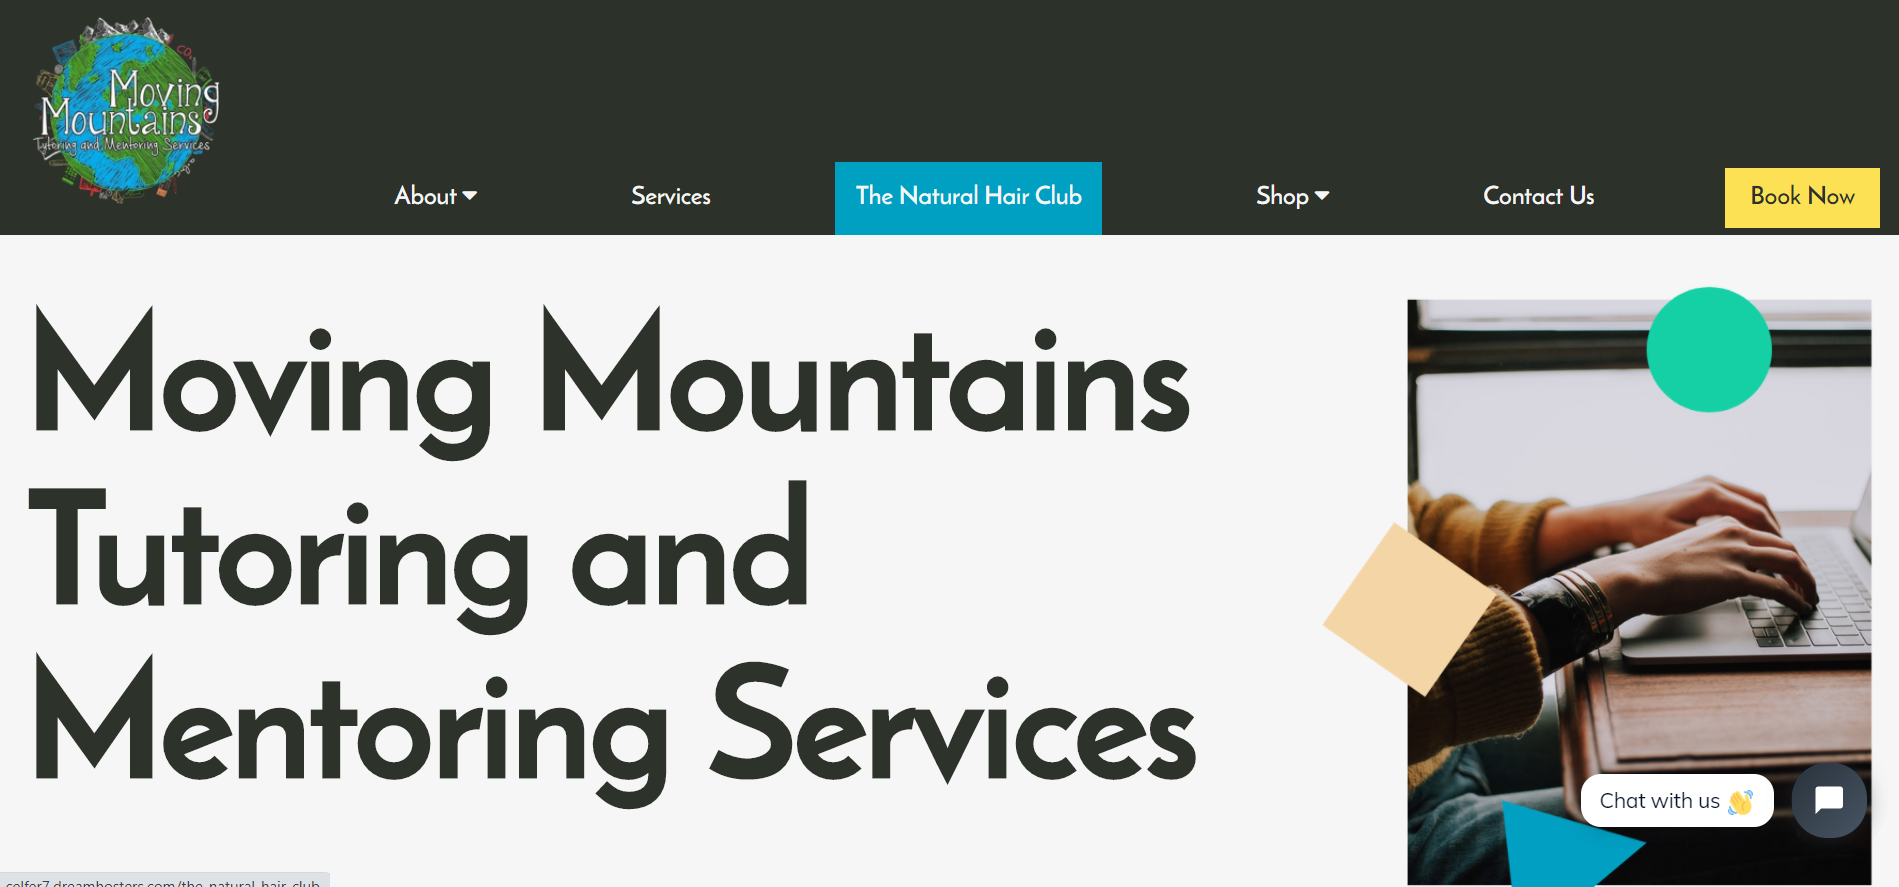 Moving
Mountains
Tutoring and Mentoring Services
About
Services
The Natural Hair Club
Shop
Contact Us
Book Now
Moving Mountains
Tutoring and
Mentoring Services
Chat with us 👋
colfer7.dreamhosters.com/the-natural-hair-club